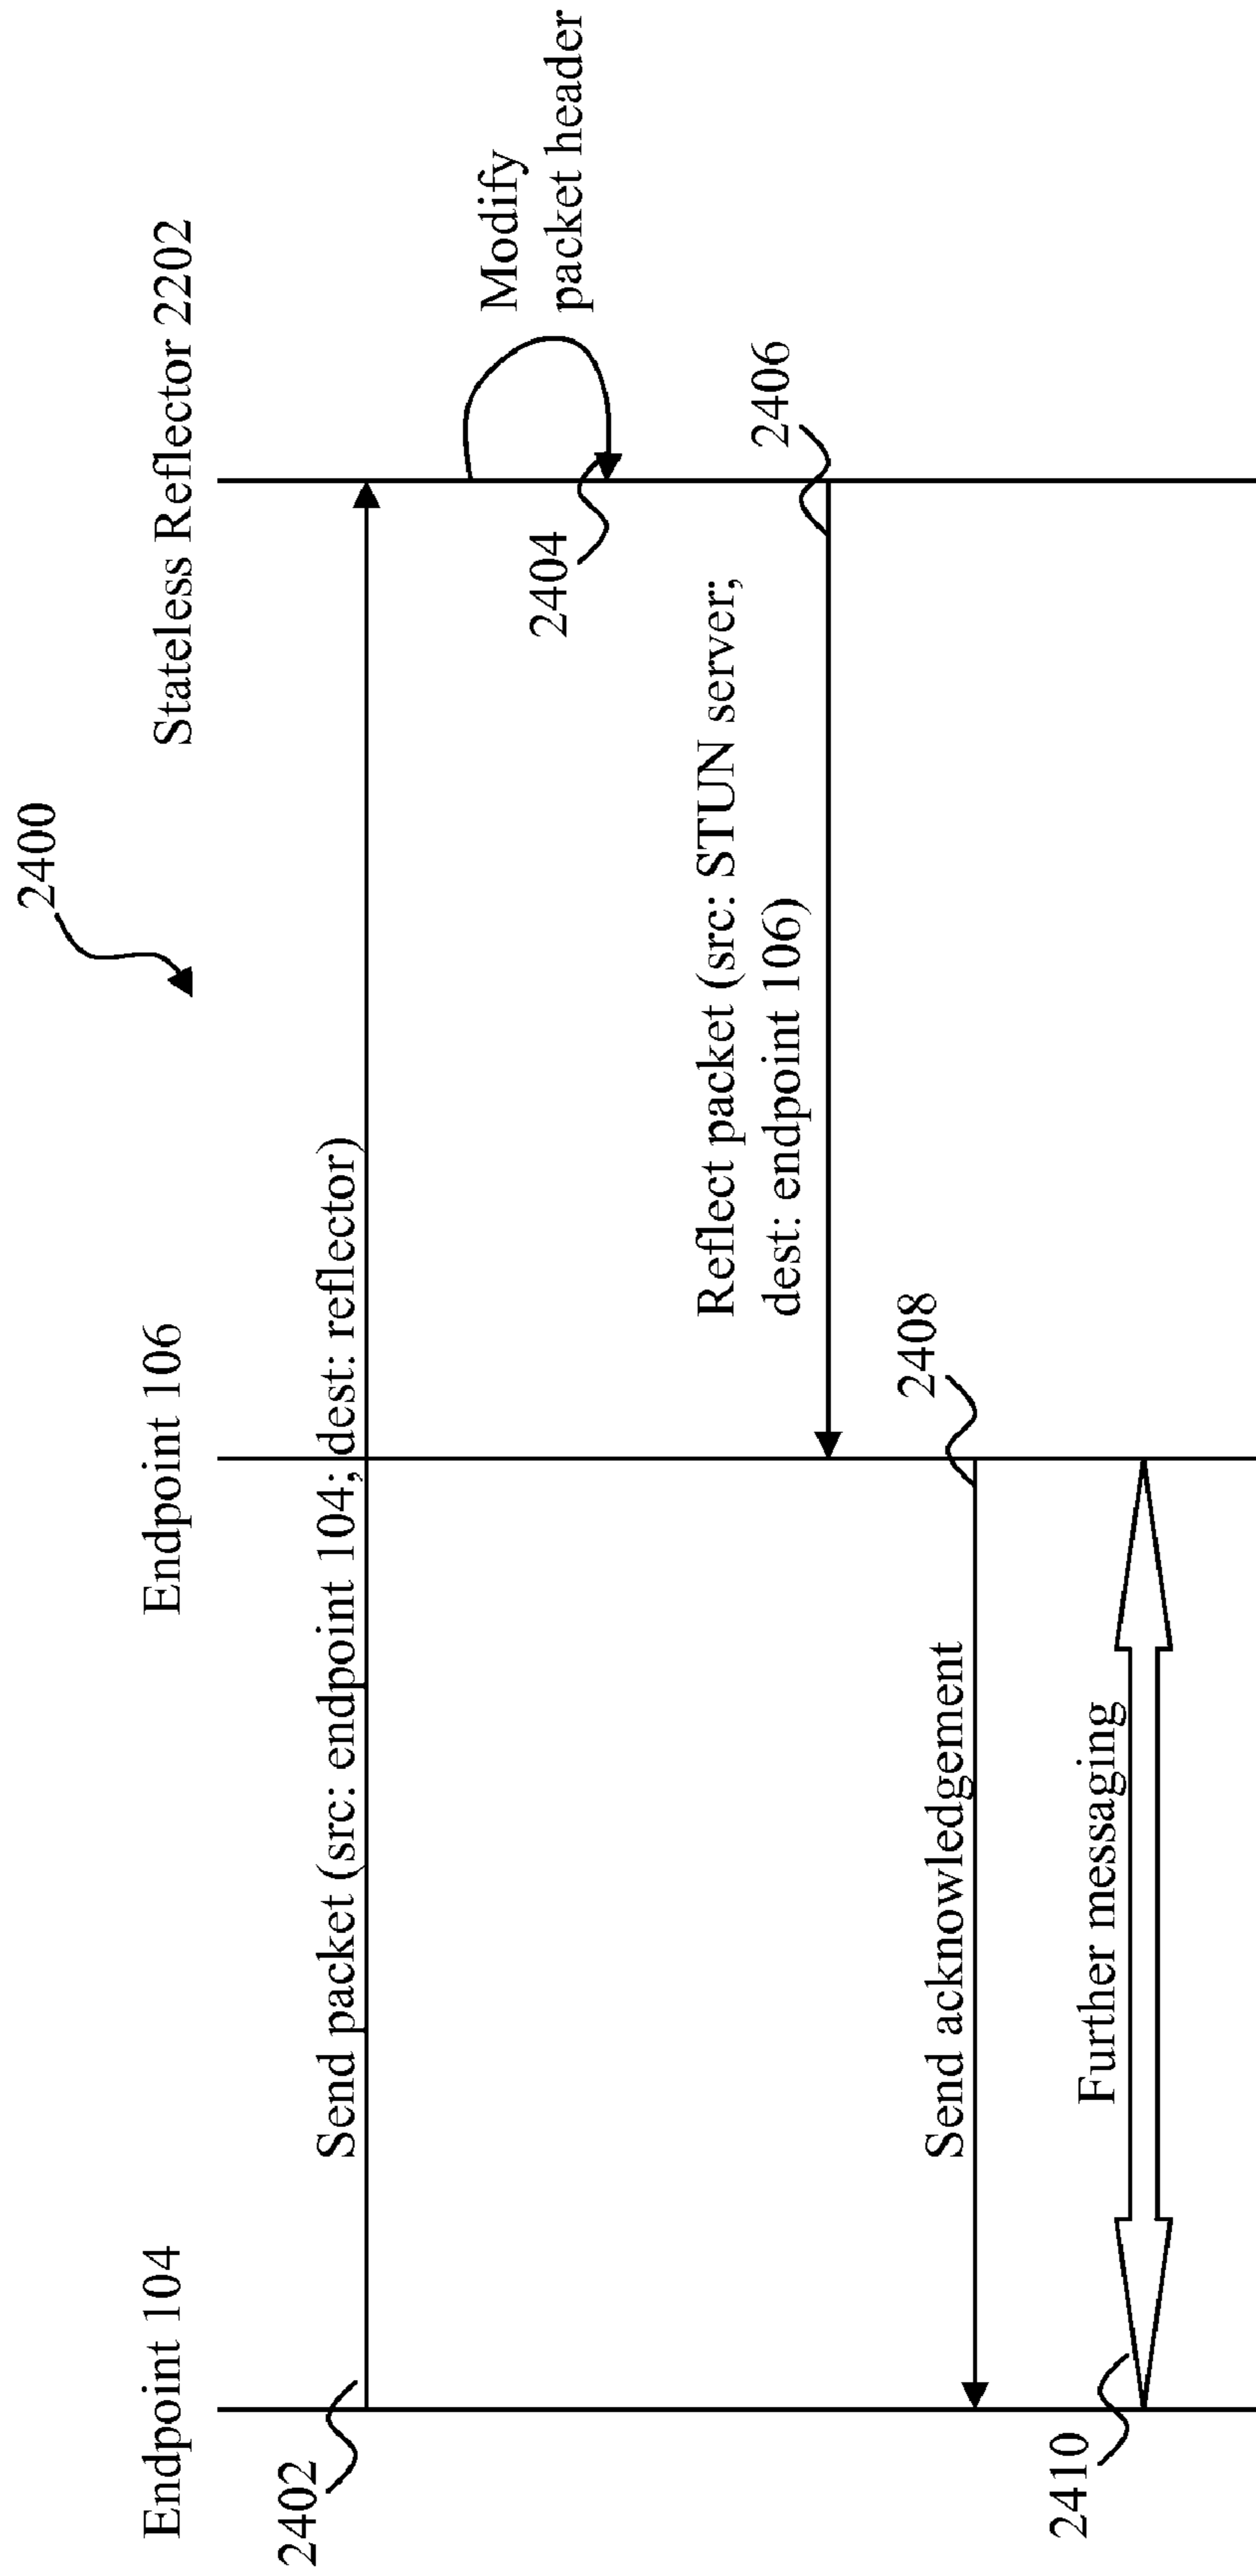 2400
Endpoint 104
Endpoint 106
Stateless Reflector 2202
2402
Send packet (src: endpoint 104; dest: reflector)
Modify
packet header
2404
Reflect packet (src: STUN server;
dest: endpoint 106)
2406
2408
Send acknowledgement
2410
Further messaging